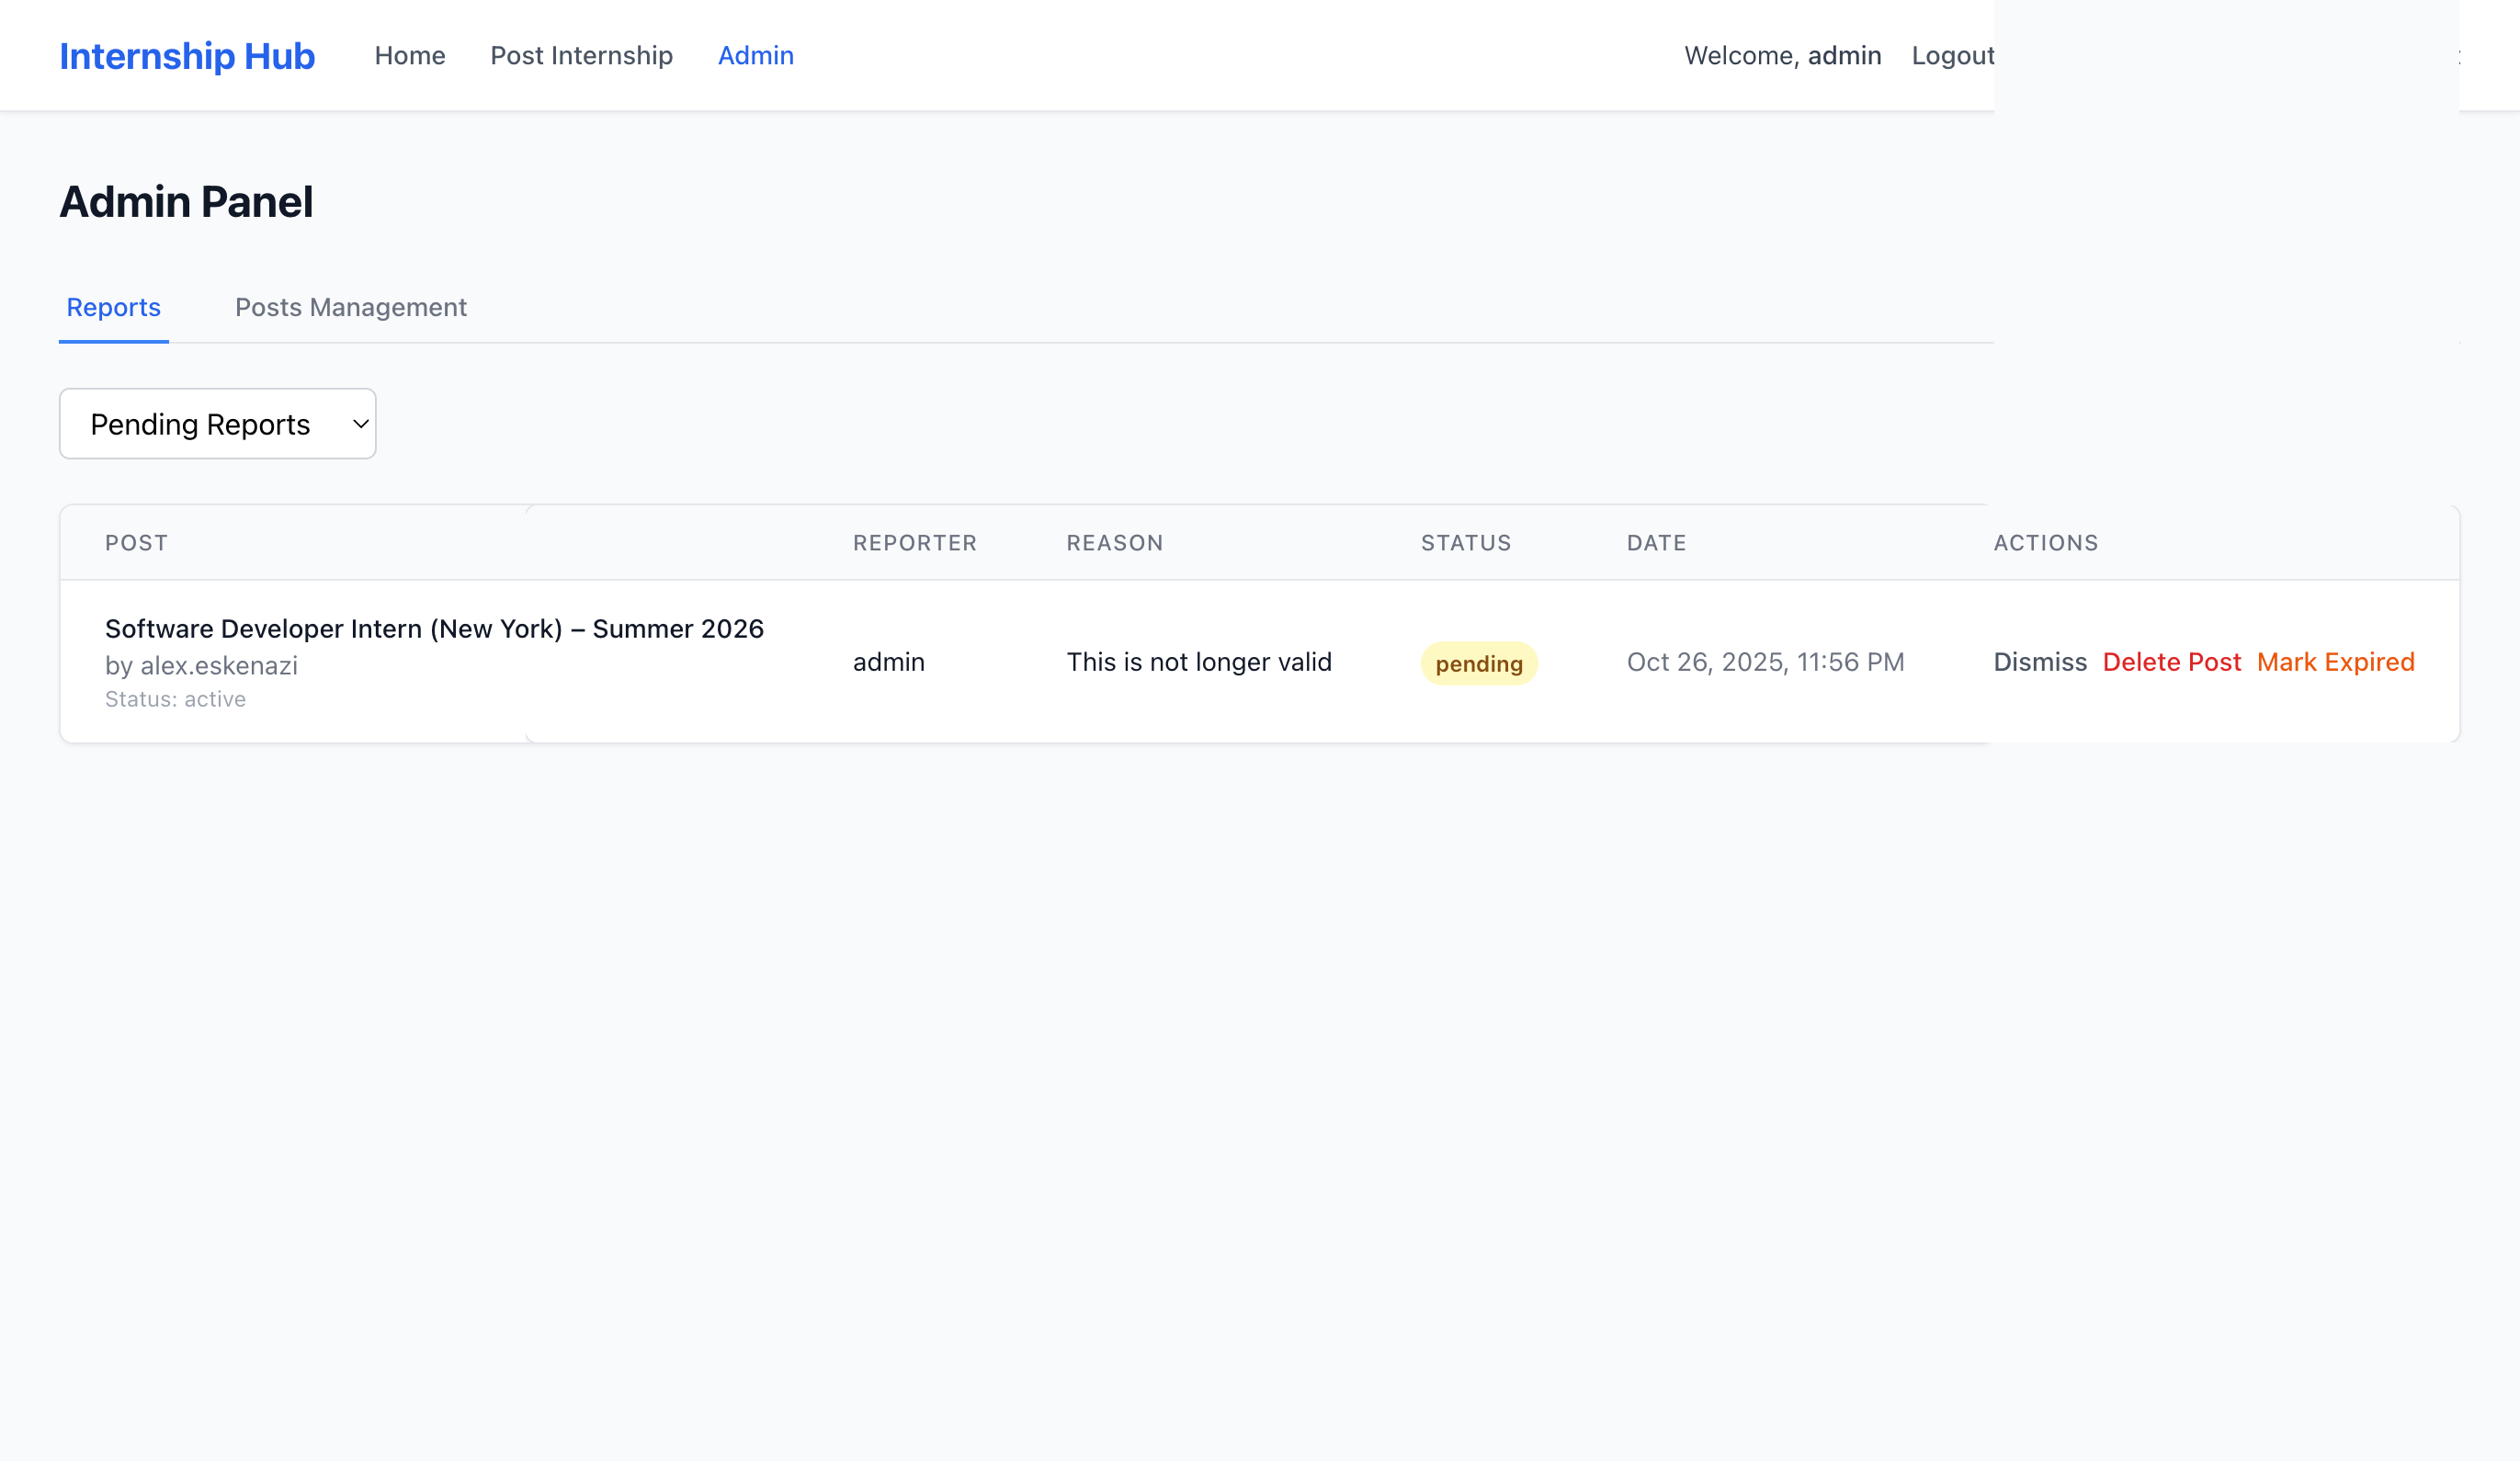 Internship Hub Home Post Internship Admin Welcome, admin Logout
Admin Panel
Reports Posts Management
Pending Reports
POST REPORTER REASON STATUS DATE ACTIONS
Software Developer Intern (New York) – Summer 2026
by alex.eskenazi
Status: active
admin This is not longer valid pending Oct 26, 2025, 11:56 PM Dismiss Delete Post Mark Expired